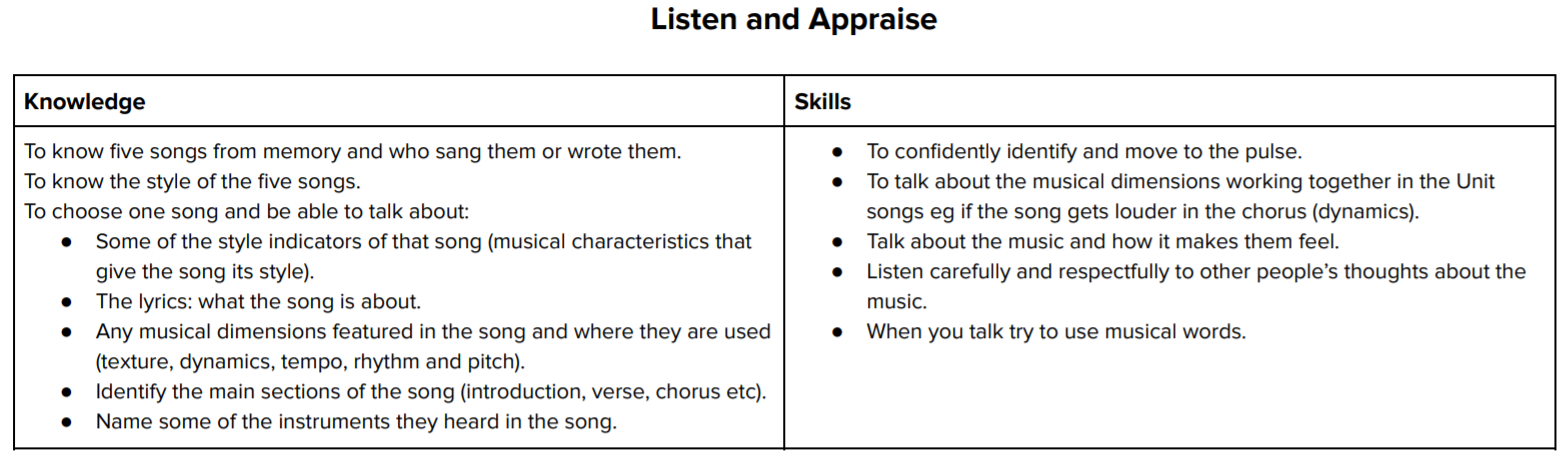 Listen and Appraise
Knowledge
To know five songs from memory and who sang them or wrote them.
To know the style of the five songs.
To choose one song and be able to talk about:
● Some of the style indicators of that song (musical characteristics that
give the song its style).
● The lyrics: what the song is about.
● Any musical dimensions featured in the song and where they are used
(texture, dynamics, tempo, rhythm and pitch).
● Identify the main sections of the song (introduction, verse, chorus etc).
● Name some of the instruments they heard in the song.
Skills
● To confidently identify and move to the pulse.
● To talk about the musical dimensions working together in the Unit
songs eg if the song gets louder in the chorus (dynamics).
● Talk about the music and how it makes them feel.
● Listen carefully and respectfully to other people’s thoughts about the
music.
● When you talk try to use musical words.